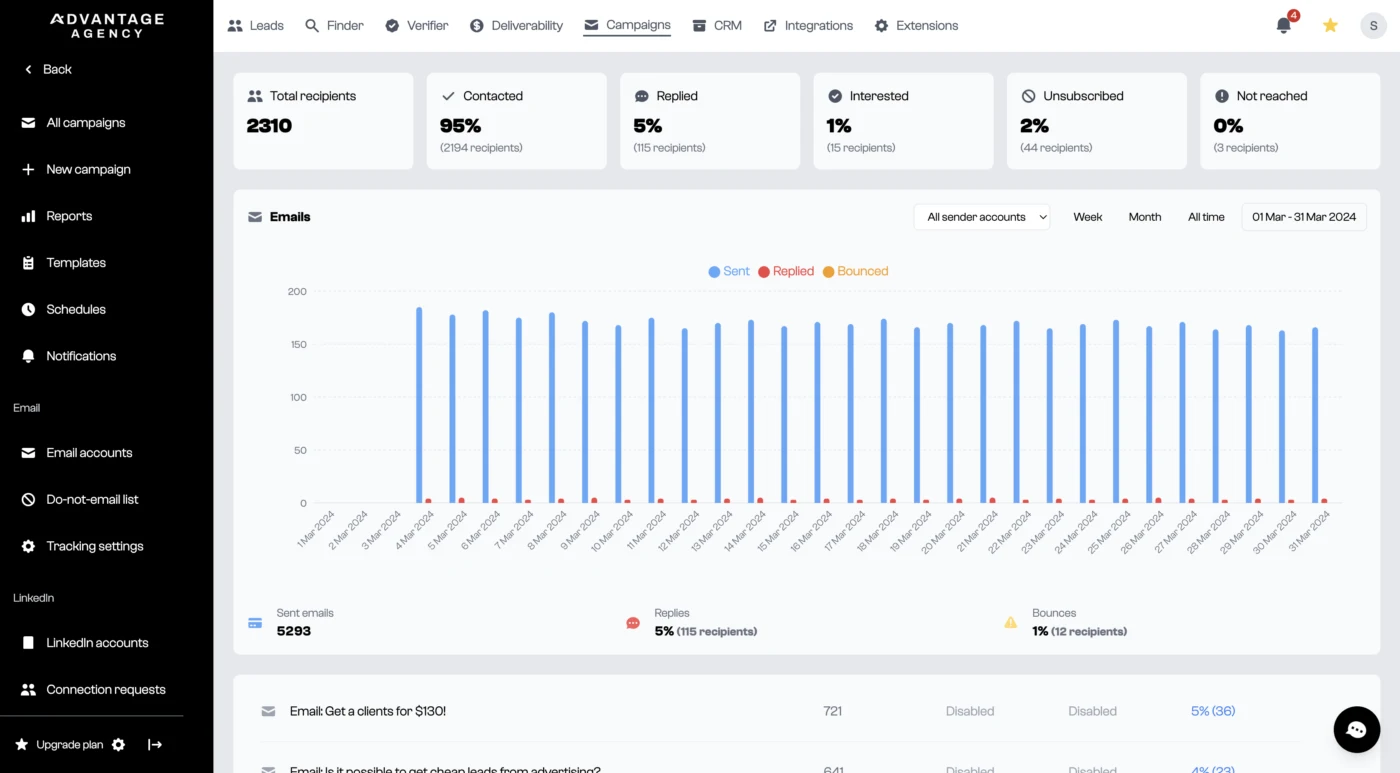 ADVANTAGE
AGENCY
Back
All campaigns
New campaign
Reports
Templates
Schedules
Notifications
Email
Email accounts
Do-not-email list
Tracking settings
LinkedIn
LinkedIn accounts
Connection requests
Upgrade plan
Leads Finder Verifier Deliverability Campaigns CRM Integrations Extensions 4 S
Total recipients
2310
Contacted
95%
(2194 recipients)
Replied
5%
(115 recipients)
Interested
1%
(15 recipients)
Unsubscribed
2%
(44 recipients)
Not reached
0%
(3 recipients)
Emails All sender accounts Week Month All time 01 Mar - 31 Mar 2024
Sent Replied Bounced
200
150
100
50
0
1 Mar 2024
2 Mar 2024
3 Mar 2024
4 Mar 2024
5 Mar 2024
6 Mar 2024
7 Mar 2024
8 Mar 2024
9 Mar 2024
10 Mar 2024
11 Mar 2024
12 Mar 2024
13 Mar 2024
14 Mar 2024
15 Mar 2024
16 Mar 2024
17 Mar 2024
18 Mar 2024
19 Mar 2024
20 Mar 2024
21 Mar 2024
22 Mar 2024
23 Mar 2024
24 Mar 2024
25 Mar 2024
26 Mar 2024
27 Mar 2024
28 Mar 2024
29 Mar 2024
30 Mar 2024
31 Mar 2024
Sent emails
5293
Replies
5% (115 recipients)
Bounces
1% (12 recipients)
Email: Get a clients for $130! 721 Disabled Disabled 5% (36)
Email: Is it possible to get cheap leads from advertising? 641 Disabled Disabled 4% (23)